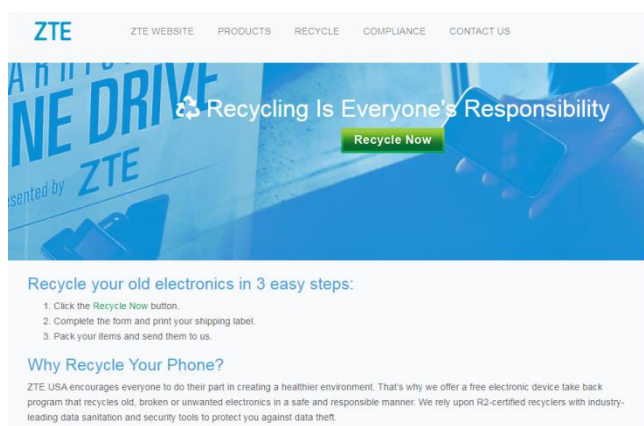 ZTE
ZTE WEBSITE PRODUCTS RECYCLE COMPLIANCE CONTACT US
NE DRIVE
presented by ZTE
Recycling Is Everyone's Responsibility
Recycle Now
Recycle your old electronics in 3 easy steps:
1. Click the Recycle Now button.
2. Complete the form and print your shipping label.
3. Pack your items and send them to us.
Why Recycle Your Phone?
ZTE USA encourages everyone to do their part in creating a healthier environment. That's why we offer a free electronic device take back
program that recycles old, broken or unwanted electronics in a safe and responsible manner. We rely upon R2-certified recyclers with industry-
leading data sanitation and security tools to protect you against data theft.